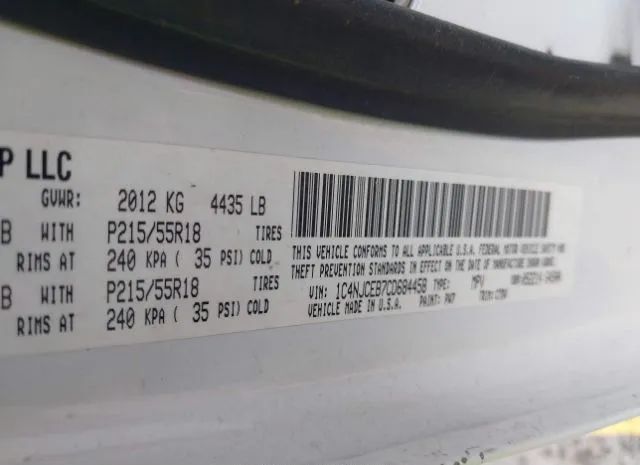 P LLC
GVWR: 2012 KG 4435 LB
B WITH P215/55R18 TIRES
RIMS AT 240 KPA ( 35 PSI) COLD
B WITH P215/55R18 TIRES
RIMS AT 240 KPA ( 35 PSI) COLD
THIS VEHICLE CONFORMS TO ALL APPLICABLE U.S.A. FEDERAL MOTOR VEHICLE SAFETY AND
THEFT PREVENTION STANDARDS IN EFFECT ON THE DATE OF MANUFACTURE SHOWN ABOVE.
VIN: 1C4NJCEB7CD684458 TYPE: MPV
VEHICLE MADE IN U.S.A. PAINT: PW7 TRIM: